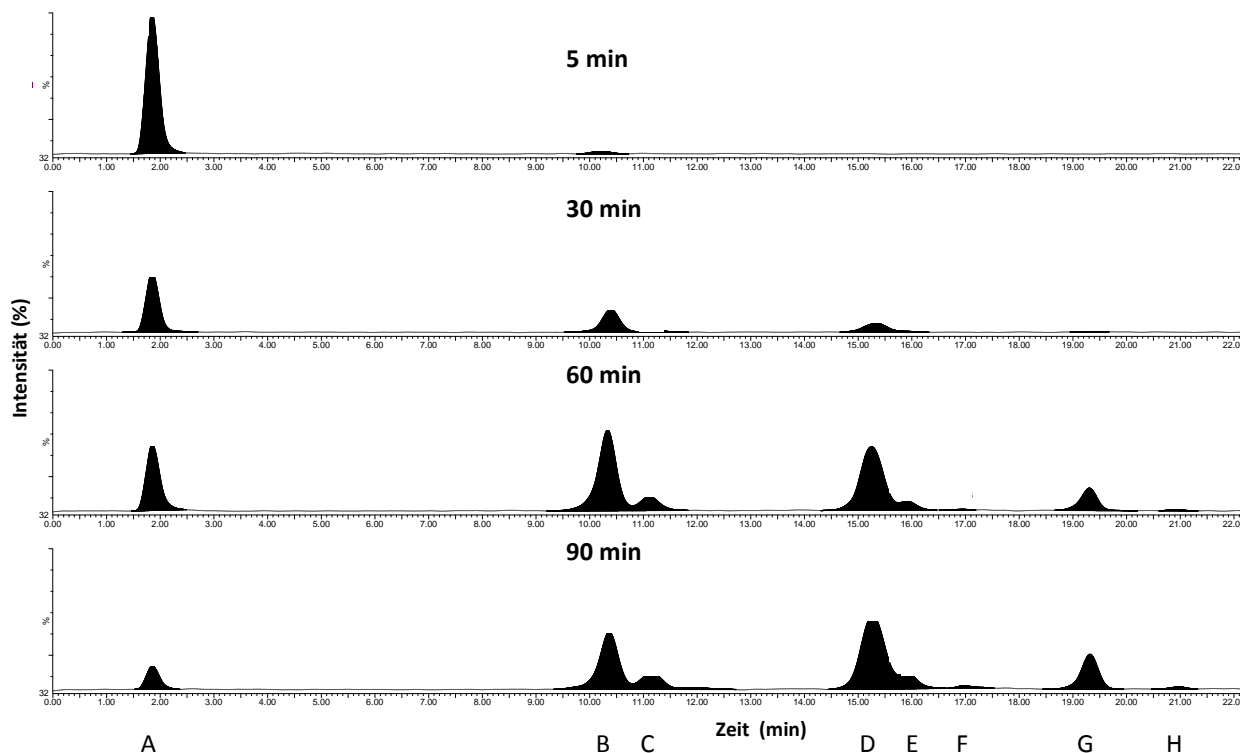 5 min
%
32
0.00 1.00 2.00 3.00 4.00 5.00 6.00 7.00 8.00 9.00 10.00 11.00 12.00 13.00 14.00 15.00 16.00 17.00 18.00 19.00 20.00 21.00 22.0
30 min
%
32
0.00 1.00 2.00 3.00 4.00 5.00 6.00 7.00 8.00 9.00 10.00 11.00 12.00 13.00 14.00 15.00 16.00 17.00 18.00 19.00 20.00 21.00 22.0
Intensität (%)
60 min
%
32
0.00 1.00 2.00 3.00 4.00 5.00 6.00 7.00 8.00 9.00 10.00 11.00 12.00 13.00 14.00 15.00 16.00 17.00 18.00 19.00 20.00 21.00 22.0
90 min
%
32
0.00 1.00 2.00 3.00 4.00 5.00 6.00 7.00 8.00 9.00 10.00 11.00 12.00 13.00 14.00 15.00 16.00 17.00 18.00 19.00 20.00 21.00 22.0
Zeit (min)
A B C D E F G H